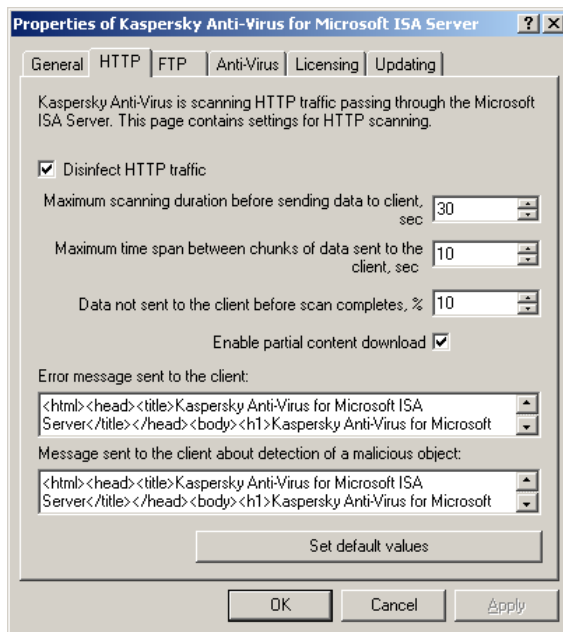 Properties of Kaspersky Anti-Virus for Microsoft ISA Server
General HTTP FTP Anti-Virus Licensing Updating
Kaspersky Anti-Virus is scanning HTTP traffic passing through the Microsoft
ISA Server. This page contains settings for HTTP scanning.
Disinfect HTTP traffic
Maximum scanning duration before sending data to client,
sec
30
Maximum time span between chunks of data sent to the
client, sec
10
Data not sent to the client before scan completes, % 10
Enable partial content download
Error message sent to the client:
<html><head><title>Kaspersky Anti-Virus for Microsoft ISA
Server</title></head><body><h1>Kaspersky Anti-Virus for Microsoft
Message sent to the client about detection of a malicious object:
<html><head><title>Kaspersky Anti-Virus for Microsoft ISA
Server</title></head><body><h1>Kaspersky Anti-Virus for Microsoft
Set default values
OK Cancel Apply